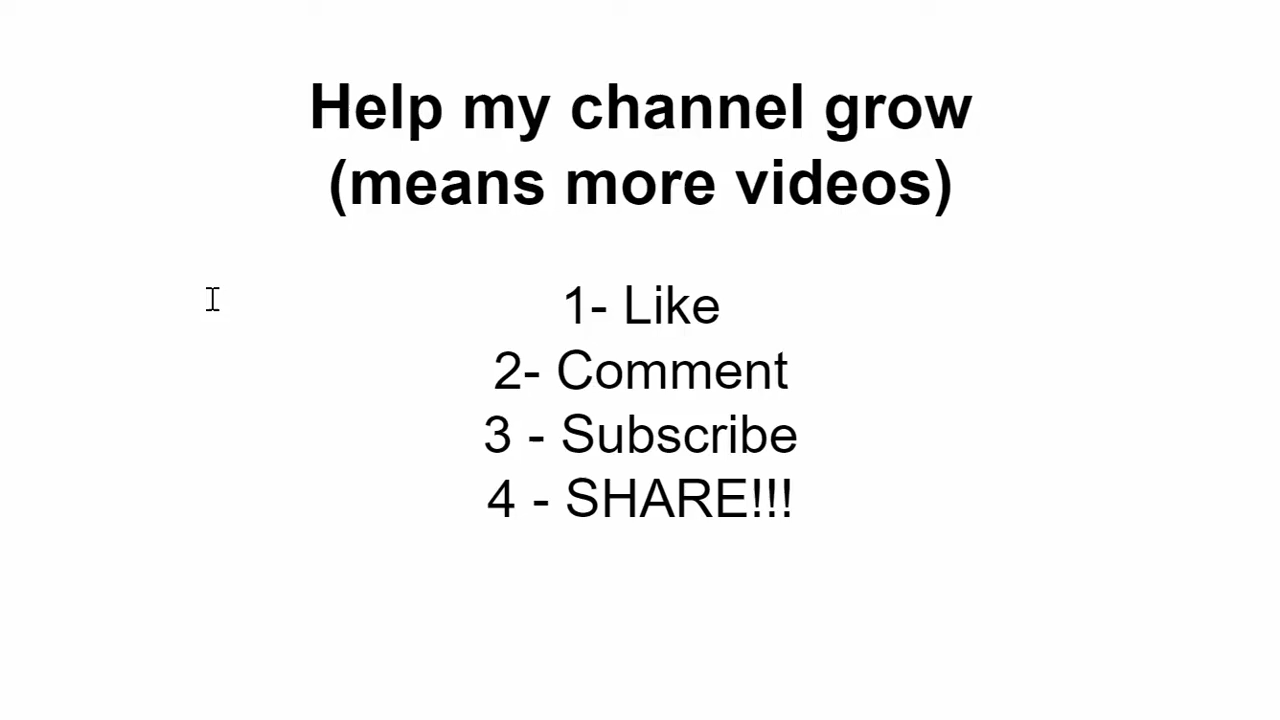 Help my channel grow
(means more videos)
1- Like
2- Comment
3 - Subscribe
4 - SHARE!!!